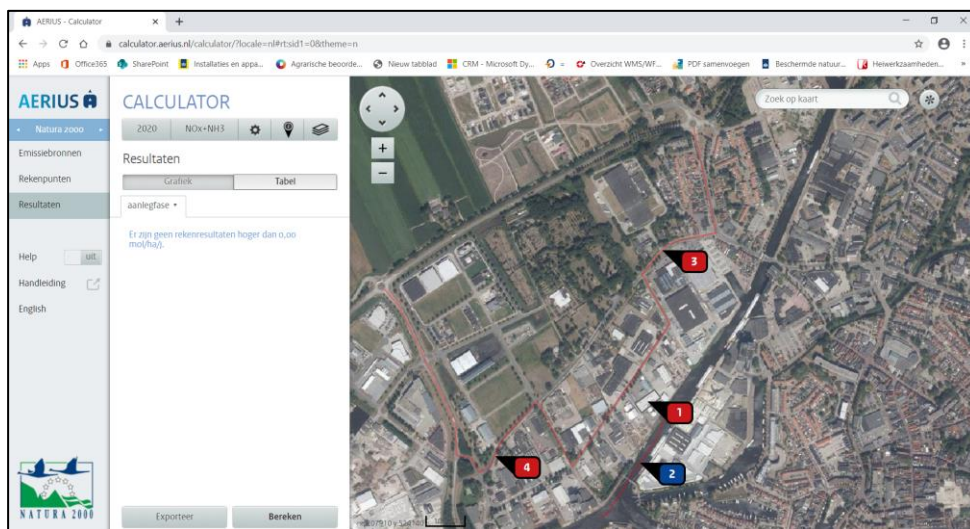 AERIUS - Calculator
calculator.aerius.nl/calculator/?locale=nl#rt:sid1=0&theme=n
Apps Office365 SharePoint Installaties en appa... Agrarische beoorde... Nieuw tabblad CRM - Microsoft Dy... = Overzicht WMS/WF... PDF samenvoegen Beschermde natuur... Heiwerkzaamheden... »
AERIUS
CALCULATOR
Zoek op kaart
Natura 2000
2020 NOx+NH3
Emissiebronnen
Resultaten
Rekenpunten
Grafiek Tabel
Resultaten
aanlegfase
Er zijn geen rekenresultaten hoger dan 0,00
mol/ha/j.
Help uit
Handleiding
English
3
1
4
2
NATURA 2000
Exporteer Bereken